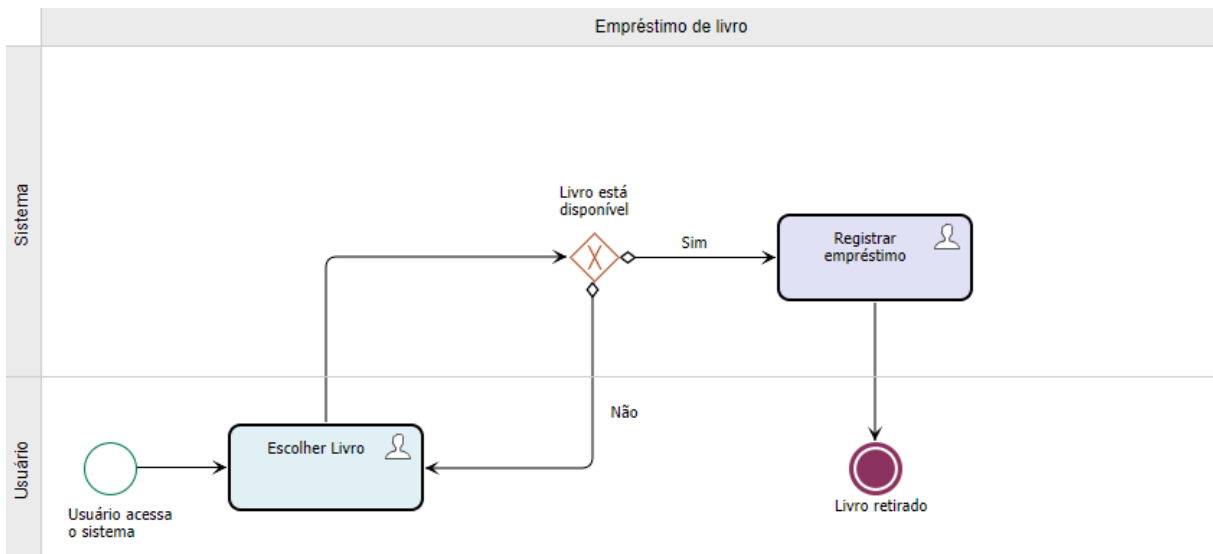 Empréstimo de livro
Sistema
Livro está
disponível
Sim
Registrar
empréstimo
Não
Usuário
Escolher Livro
Usuário acessa
o sistema
Livro retirado